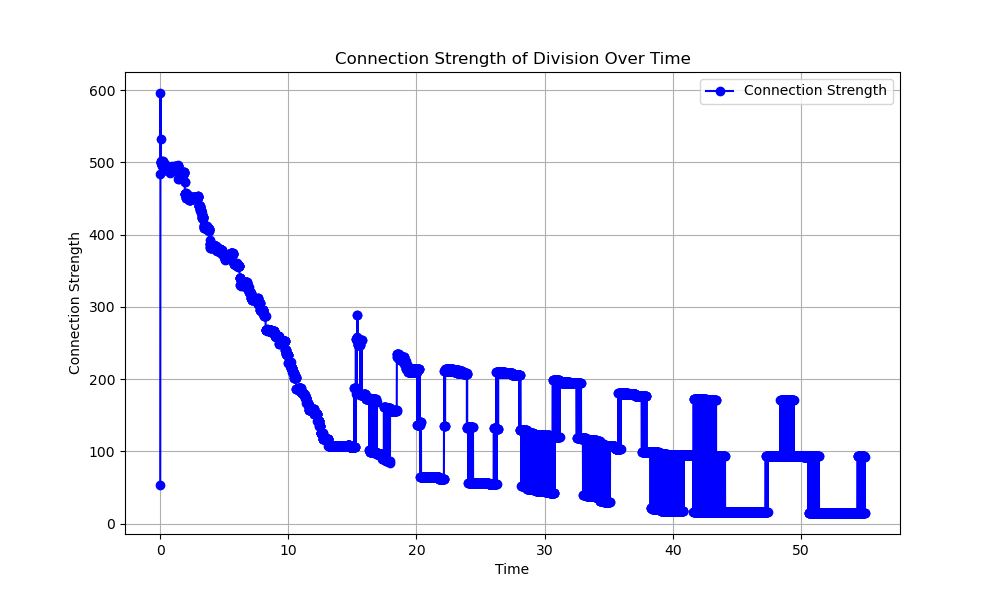 Connection Strength of Division Over Time
Connection Strength
600
500
400
300
200
100
0
Connection Strength
0 10 20 30 40 50
Time